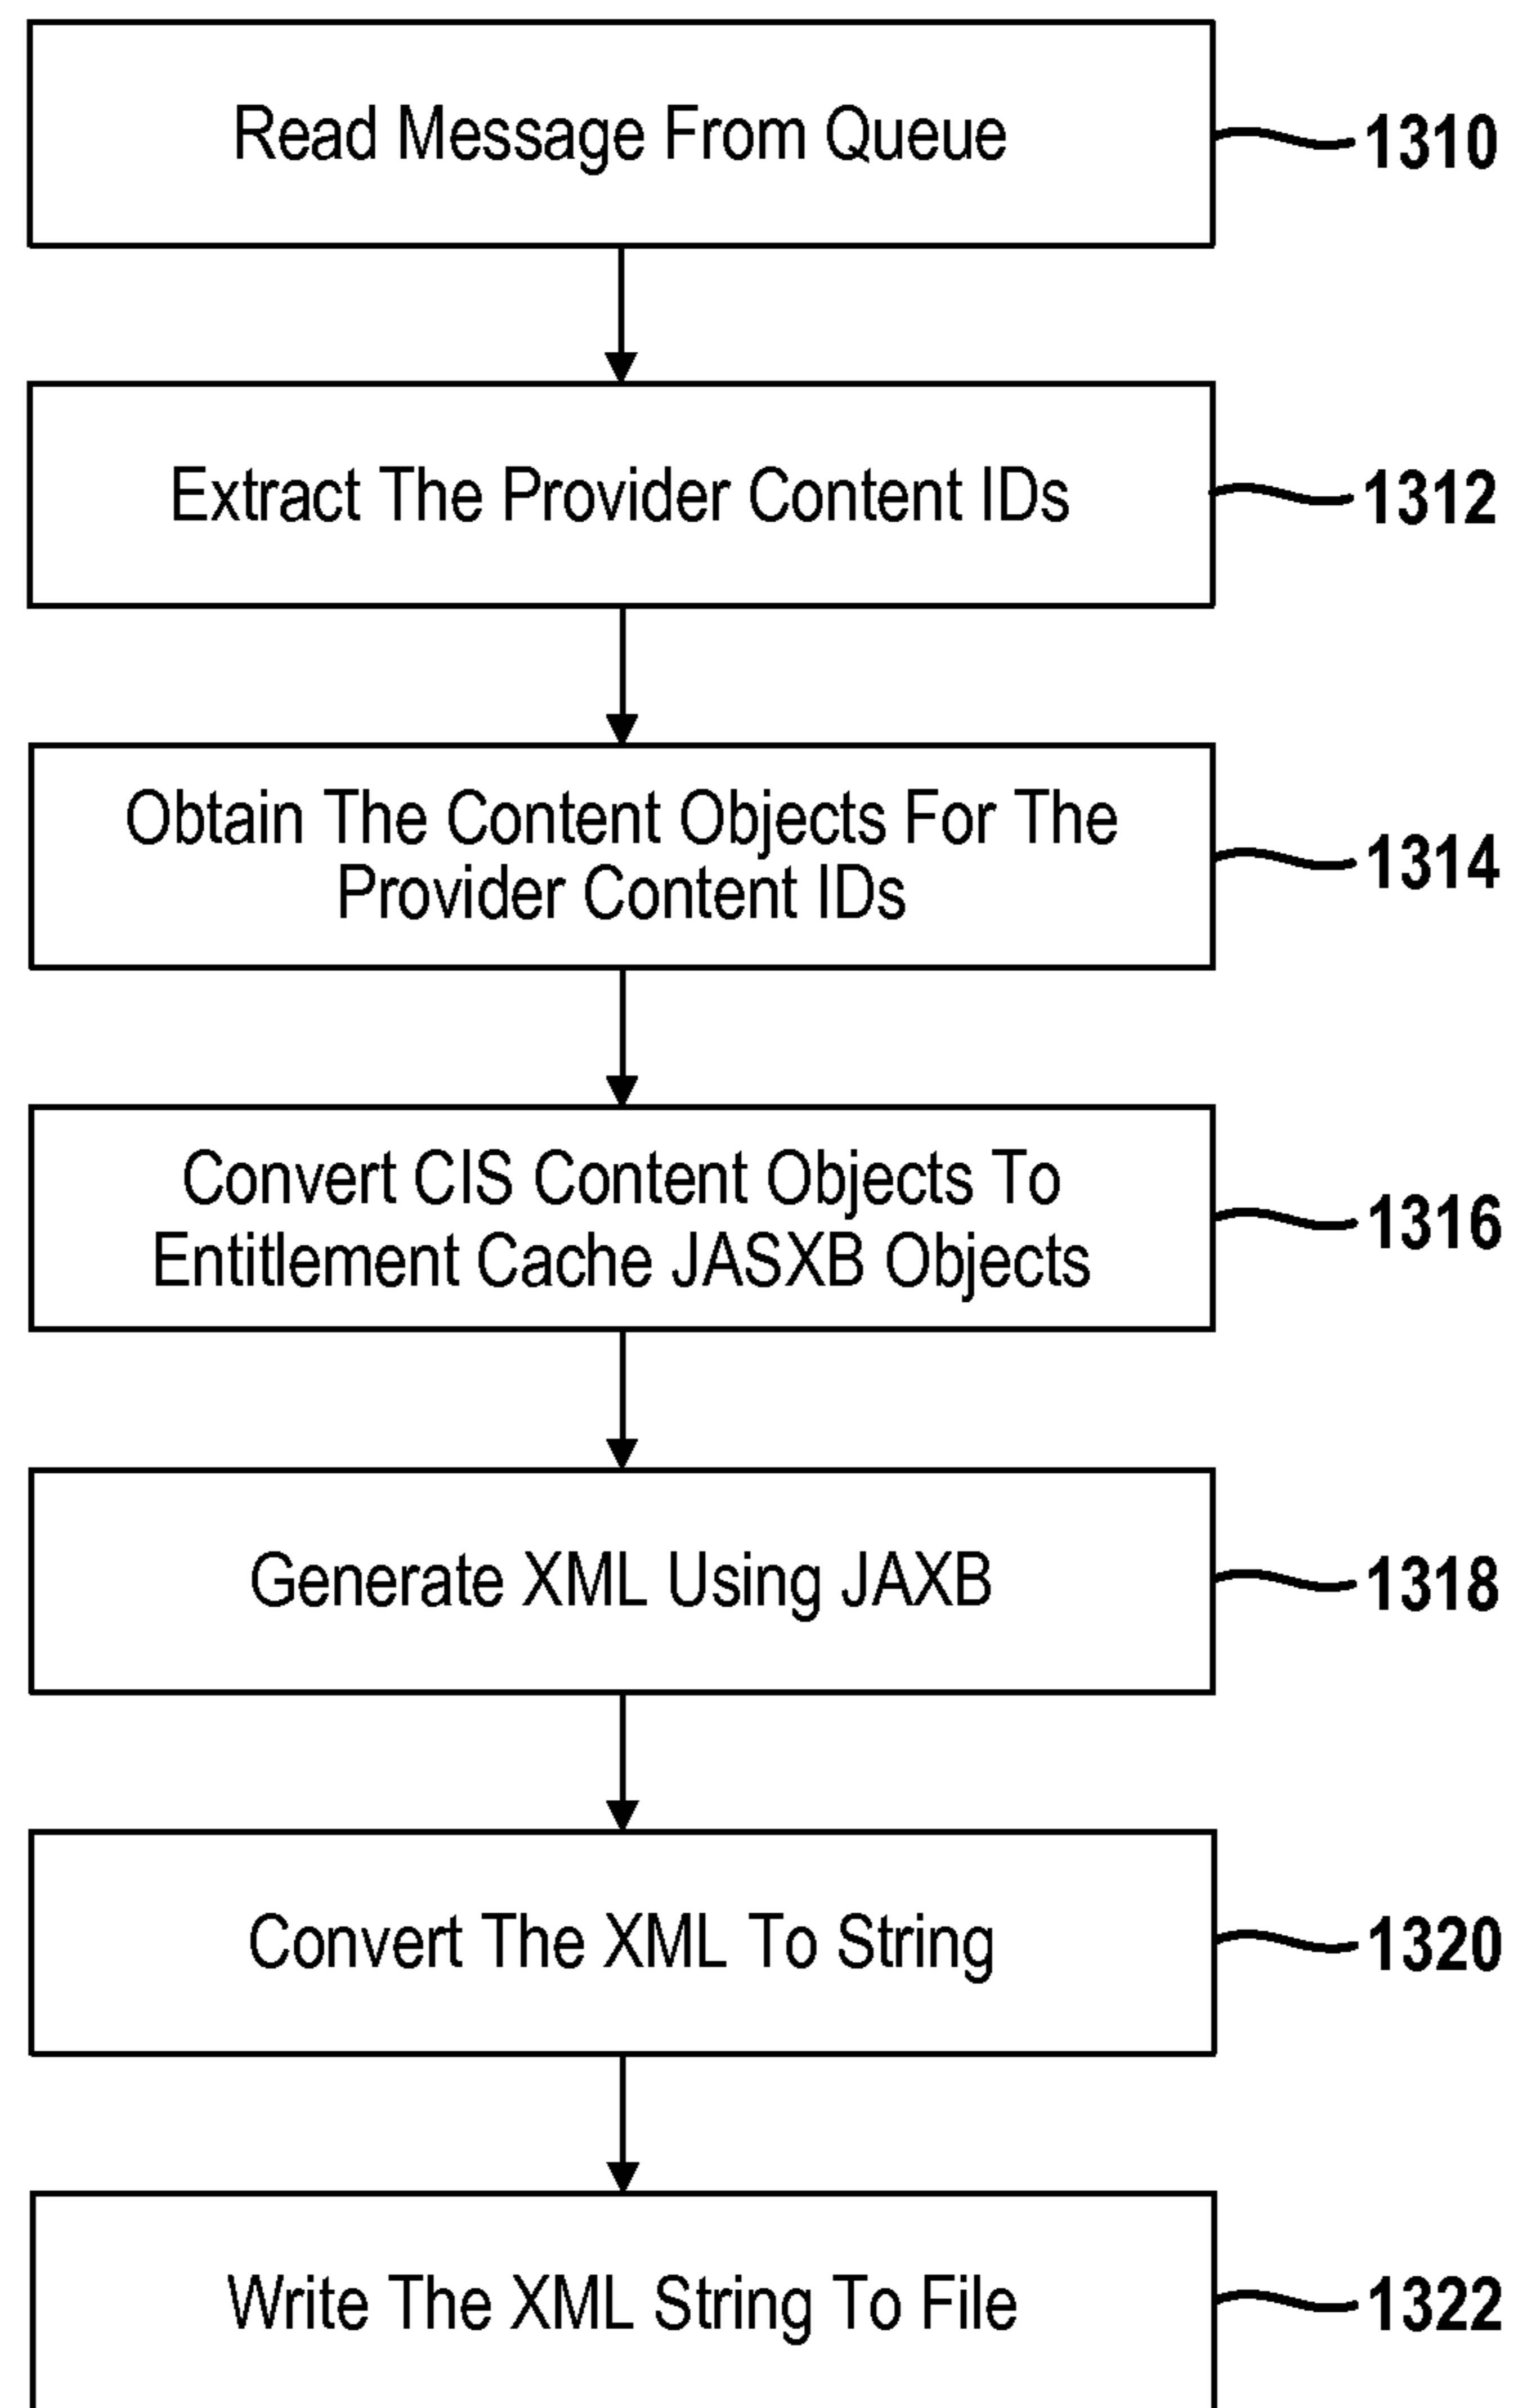 Read Message From Queue
1310
Extract The Provider Content IDs
1312
Obtain The Content Objects For The
Provider Content IDs
1314
Convert CIS Content Objects To
Entitlement Cache JASXB Objects
1316
Generate XML Using JAXB
1318
Convert The XML To String
1320
Write The XML String To File
1322